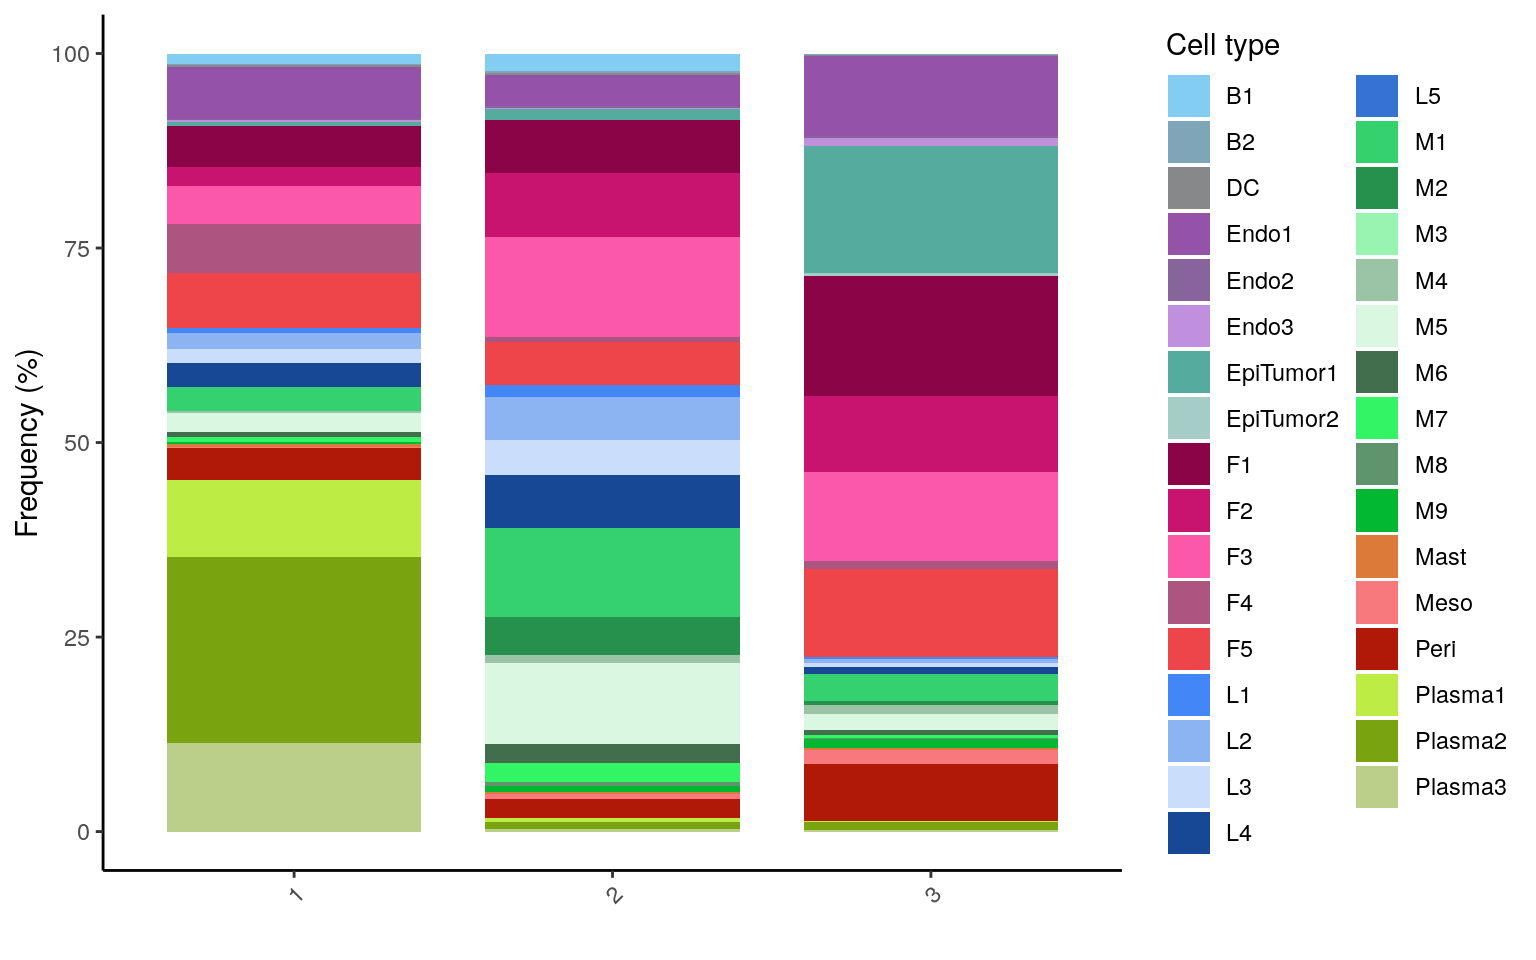 Frequency (%)
100
75
50
25
0
1
2
3
Cell type
B1
B2
DC
Endo1
Endo2
Endo3
EpiTumor1
EpiTumor2
F1
F2
F3
F4
F5
L1
L2
L3
L4
L5
M1
M2
M3
M4
M5
M6
M7
M8
M9
Mast
Meso
Peri
Plasma1
Plasma2
Plasma3